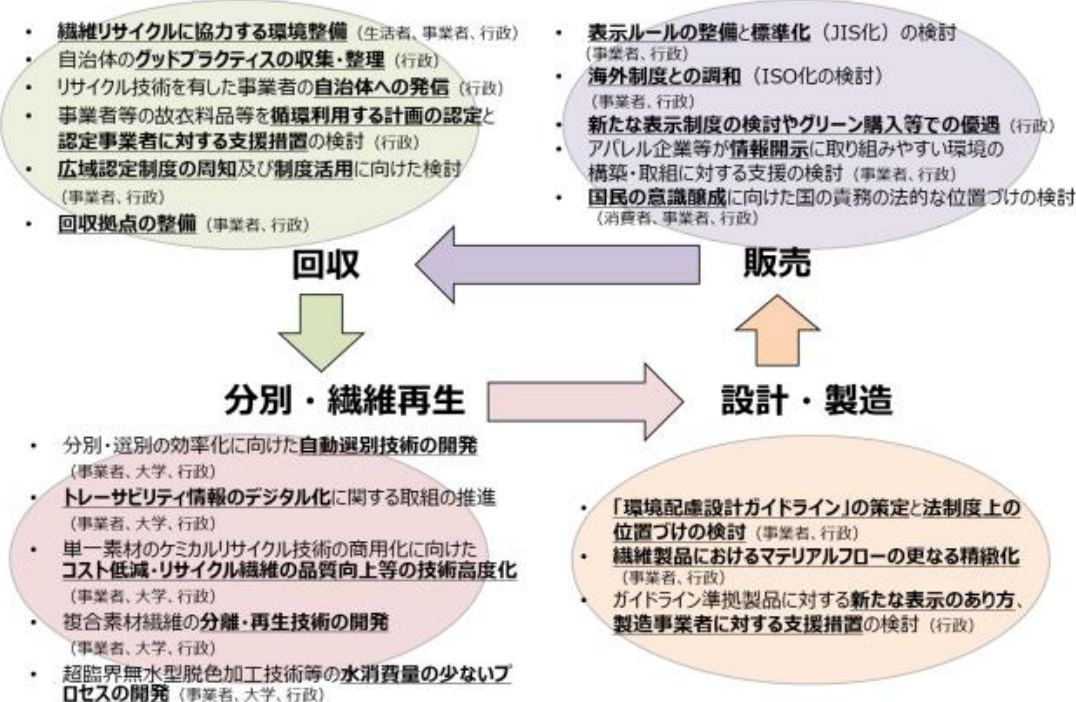 • 繊維リサイクルに協力する環境整備（生活者、事業者、行政）
• 自治体のグッドプラクティスの収集・整理（行政）
• リサイクル技術を有した事業者の自治体への発信（行政）
• 事業者等の故衣料品等を循環利用する計画の認定と
認定事業者に対する支援措置の検討（行政）
• 広域認定制度の周知及び制度活用に向けた検討
（事業者、行政）
• 回収拠点の整備（事業者、行政）
回収
• 表示ルールの整備と標準化（JIS化）の検討
（事業者、行政）
• 海外制度との調和（ISO化の検討）
（事業者、行政）
• 新たな表示制度の検討やグリーン購入等での優遇（行政）
• アパレル企業等が情報開示に取り組みやすい環境の
構築・取組に対する支援の検討（事業者、行政）
• 国民の意識醸成に向けた国の責務の法的な位置づけの検討
（消費者、事業者、行政）
販売
分別・繊維再生
• 分別・選別の効率化に向けた自動選別技術の開発
（事業者、大学、行政）
• トレーサビリティ情報のデジタル化に関する取組の推進
（事業者、大学、行政）
• 単一素材のケミカルリサイクル技術の商用化に向けた
コスト低減・リサイクル繊維の品質向上等の技術高度化
（事業者、大学、行政）
• 複合素材繊維の分離・再生技術の開発
（事業者、大学、行政）
• 超臨界無水型脱色加工技術等の水消費量の少ないプ
ロセスの開発（事業者、大学、行政）
設計・製造
• 「環境配慮設計ガイドライン」の策定と法制度上の
位置づけの検討（事業者、行政）
• 繊維製品におけるマテリアルフローの更なる精緻化
（事業者、行政）
• ガイドライン準拠製品に対する新たな表示のあり方、
製造事業者に対する支援措置の検討（行政）